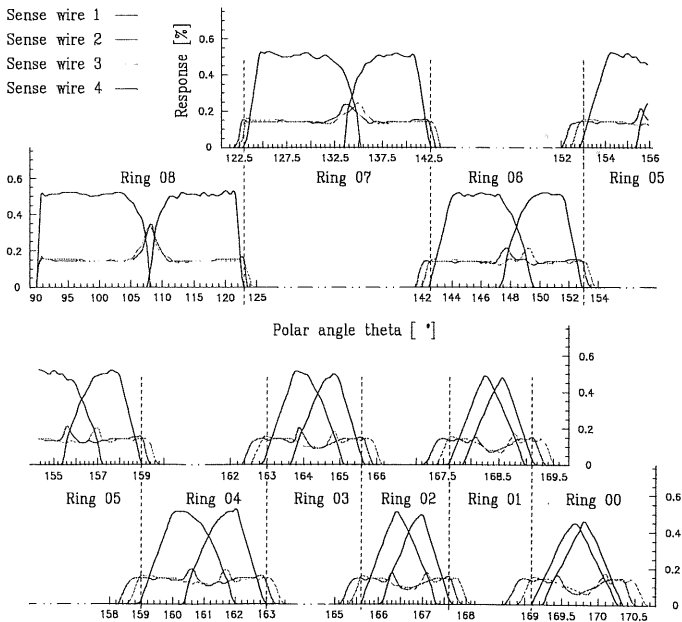 Sense wire 1
Sense wire 2
Sense wire 3
Sense wire 4
Response [%]
0.6
0.4
0.2
0
122.5 127.5 132.5 137.5 142.5 152 154 156
Ring 08 Ring 07 Ring 06 Ring 05
0.6
0.4
0.2
0
90 95 100 105 110 115 120 125 142 144 146 148 150 152 154
Polar angle theta [ °]
0.6
0.4
0.2
0
155 157 159 162 163 164 165 166 167.5 168.5 169.5
Ring 05 Ring 04 Ring 03 Ring 02 Ring 01 Ring 00
0.6
0.4
0.2
0
158 159 160 161 162 163 165 166 167 168 169 169.5 170 170.5